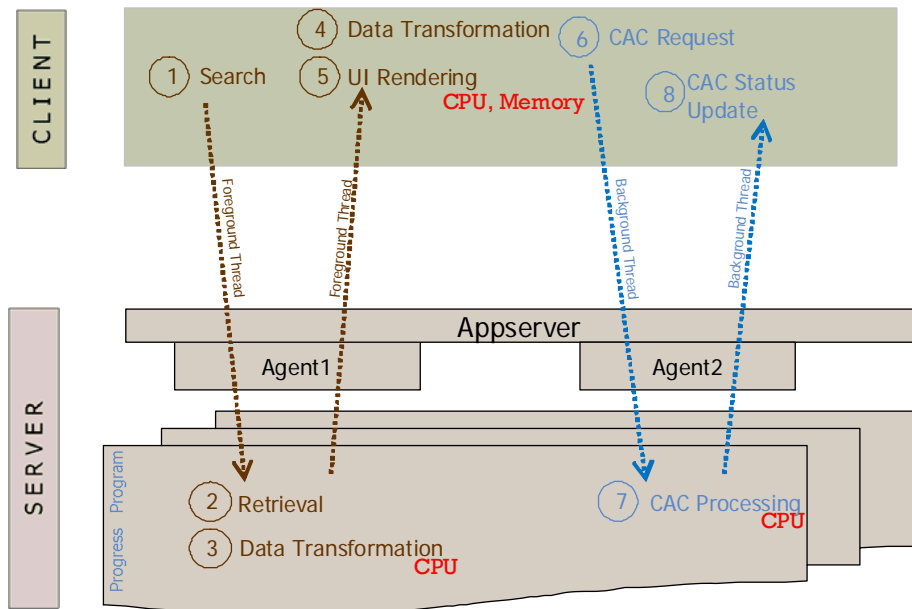 CLIENT
1 Search
4 Data Transformation
5 UI Rendering
CPU, Memory
6 CAC Request
8 CAC Status
Update
Foreground Thread
Foreground Thread
Background Thread
Background Thread
SERVER
Appserver
Agent1
Agent2
Progress Program
2 Retrieval
3 Data Transformation
CPU
7 CAC Processing
CPU